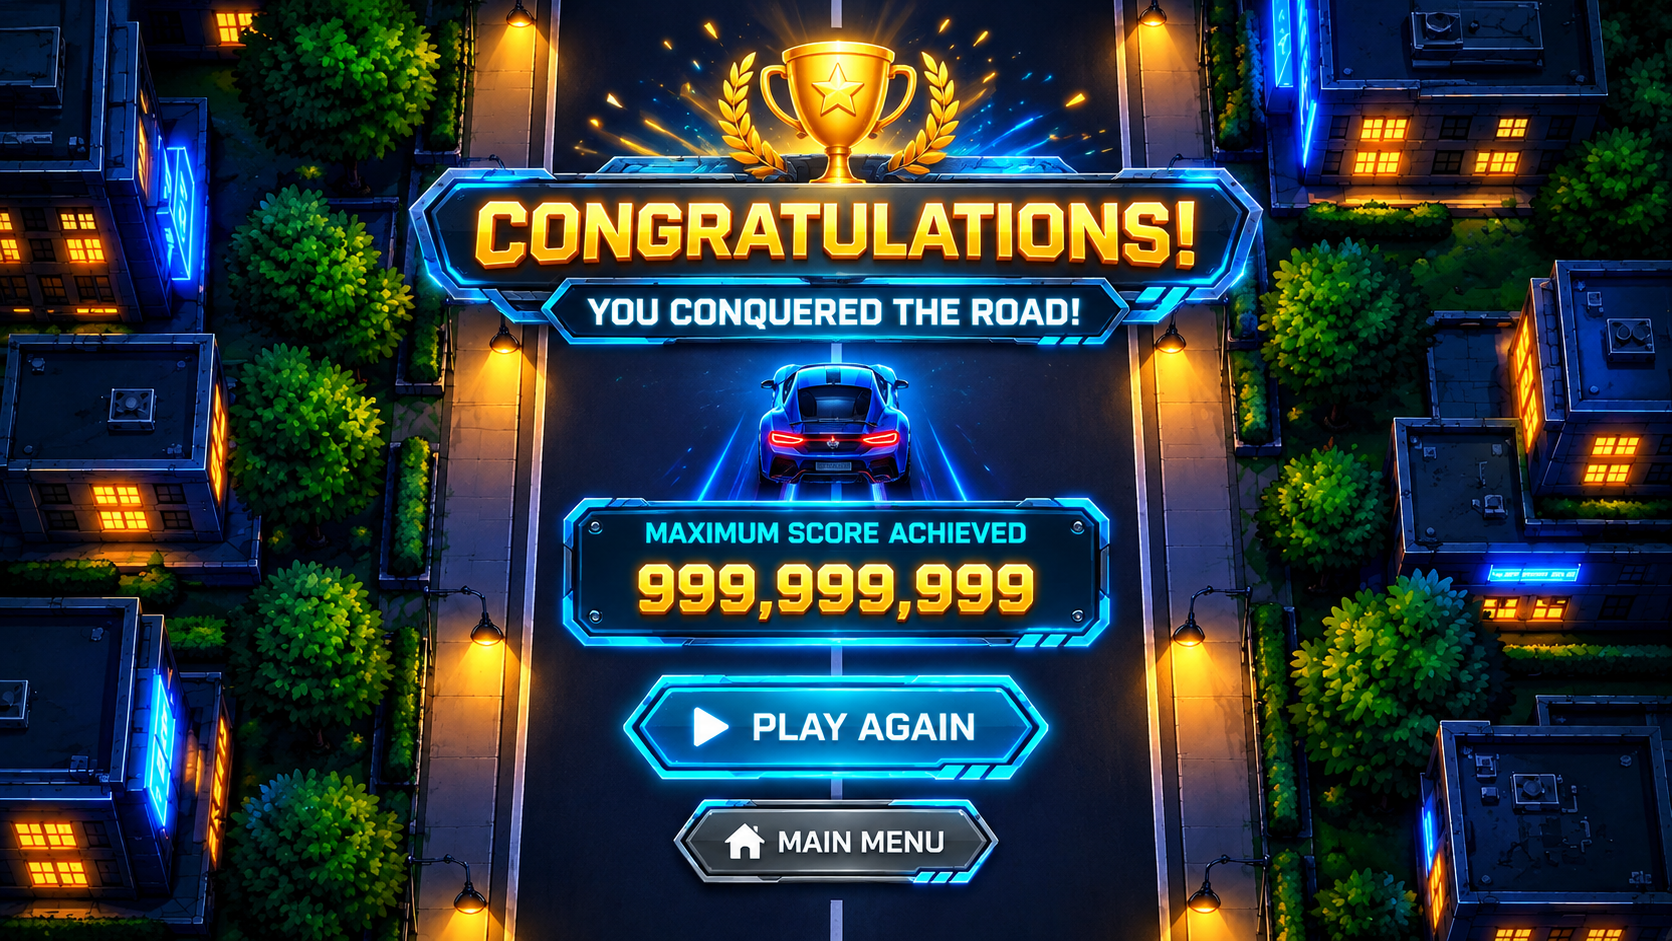 CONGRATULATIONS!
YOU CONQUERED THE ROAD!
MAXIMUM SCORE ACHIEVED
999,999,999
PLAY AGAIN
MAIN MENU